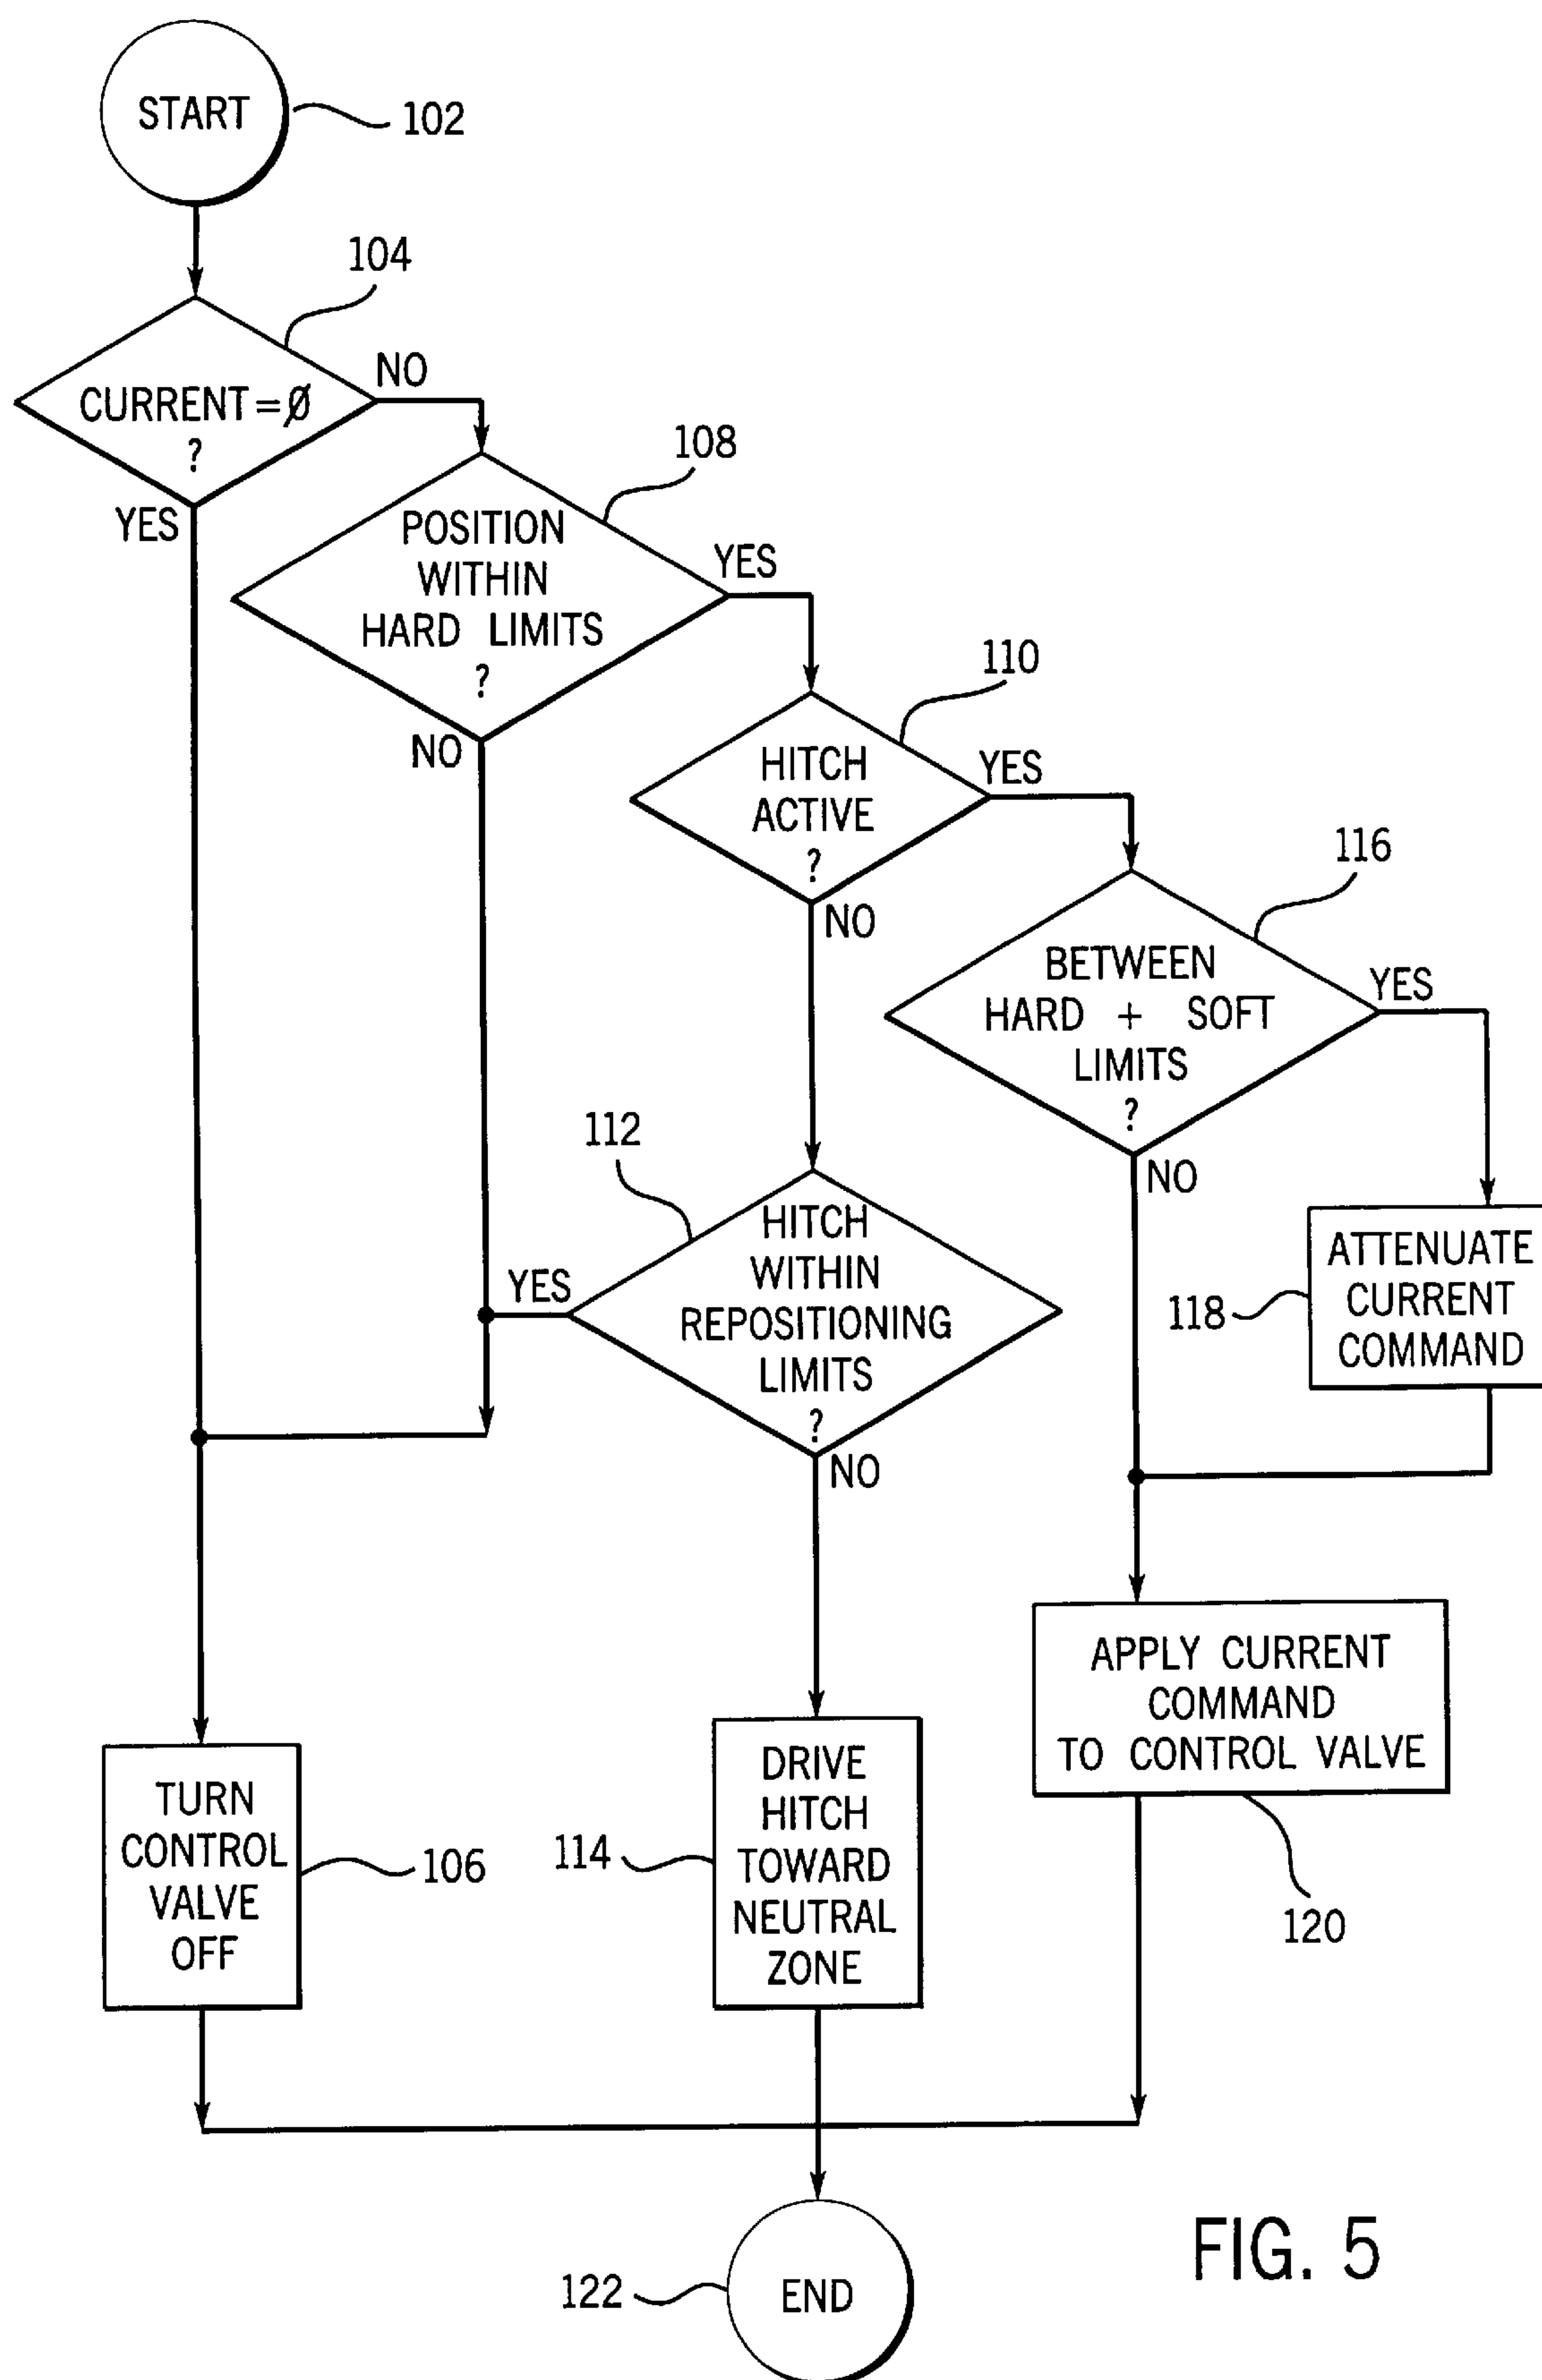 START
102
104
NO
CURRENT = Ø
?
YES
108
POSITION
WITHIN
HARD LIMITS
?
YES
NO
110
HITCH
ACTIVE
?
YES
NO
116
BETWEEN
HARD + SOFT
LIMITS
?
YES
NO
112
HITCH
WITHIN
REPOSITIONING
LIMITS
?
YES
NO
ATTENUATE
CURRENT
COMMAND
118
APPLY CURRENT
COMMAND
TO CONTROL VALVE
120
TURN
CONTROL
VALVE
OFF
106
DRIVE
HITCH
TOWARD
NEUTRAL
ZONE
114
END
122
FIG. 5